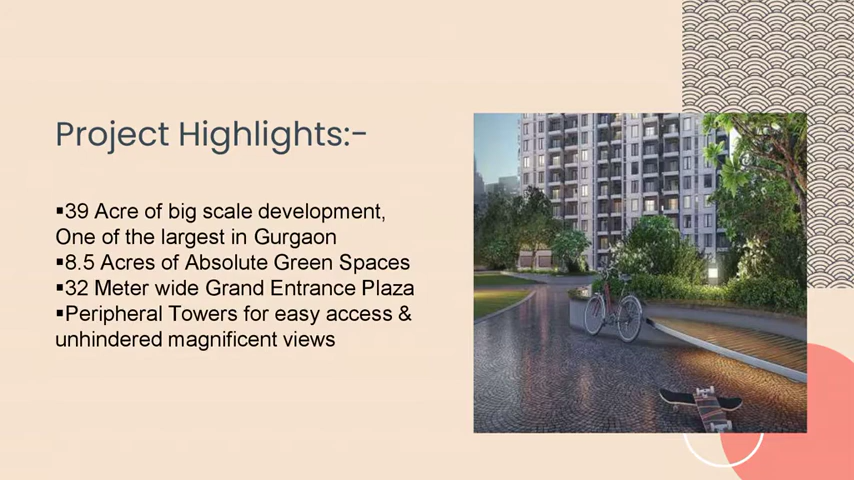 Project Highlights:-
▪39 Acre of big scale development,
One of the largest in Gurgaon
▪8.5 Acres of Absolute Green Spaces
▪32 Meter wide Grand Entrance Plaza
▪Peripheral Towers for easy access &
unhindered magnificent views